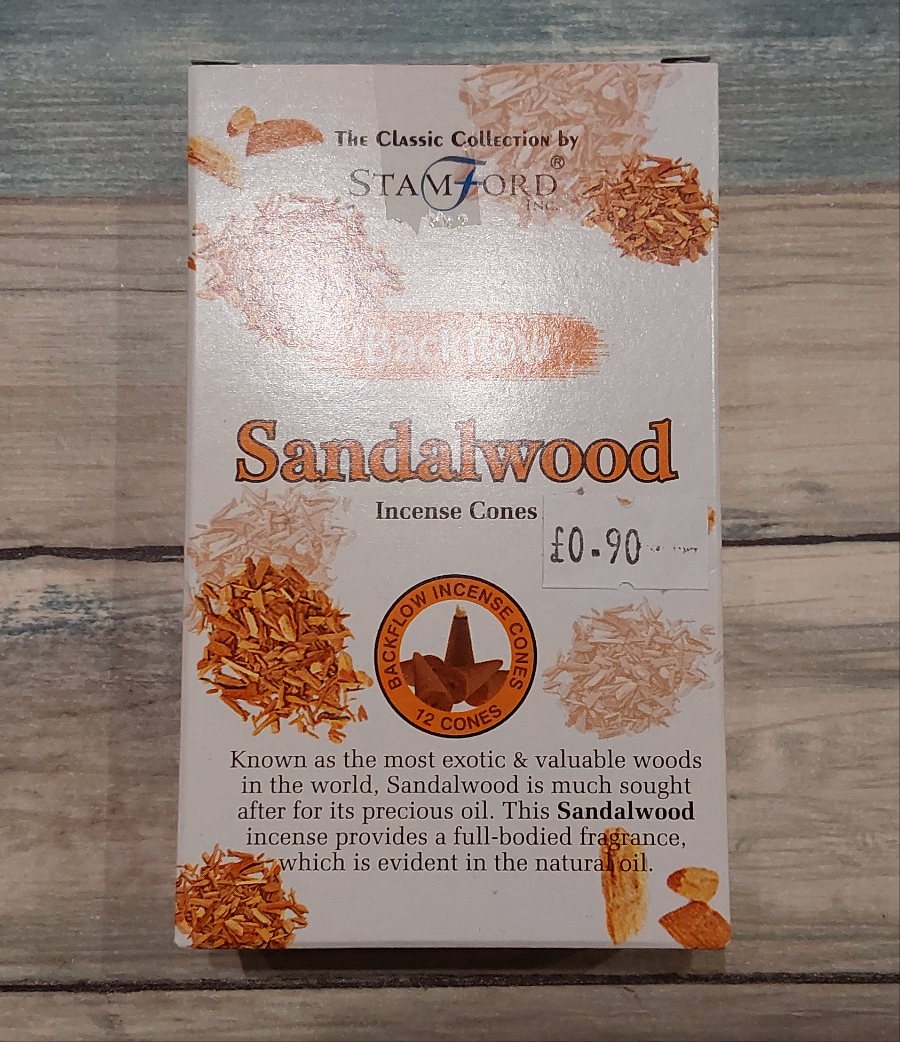 The Classic Collection by
STAMFORD®
INC.
Backflow
Sandalwood
Incense Cones
£0.90
BACKFLOW INCENSE CONES
12 CONES
Known as the most exotic & valuable woods
in the world, Sandalwood is much sought
after for its precious oil. This Sandalwood
incense provides a full-bodied fragrance,
which is evident in the natural oil.